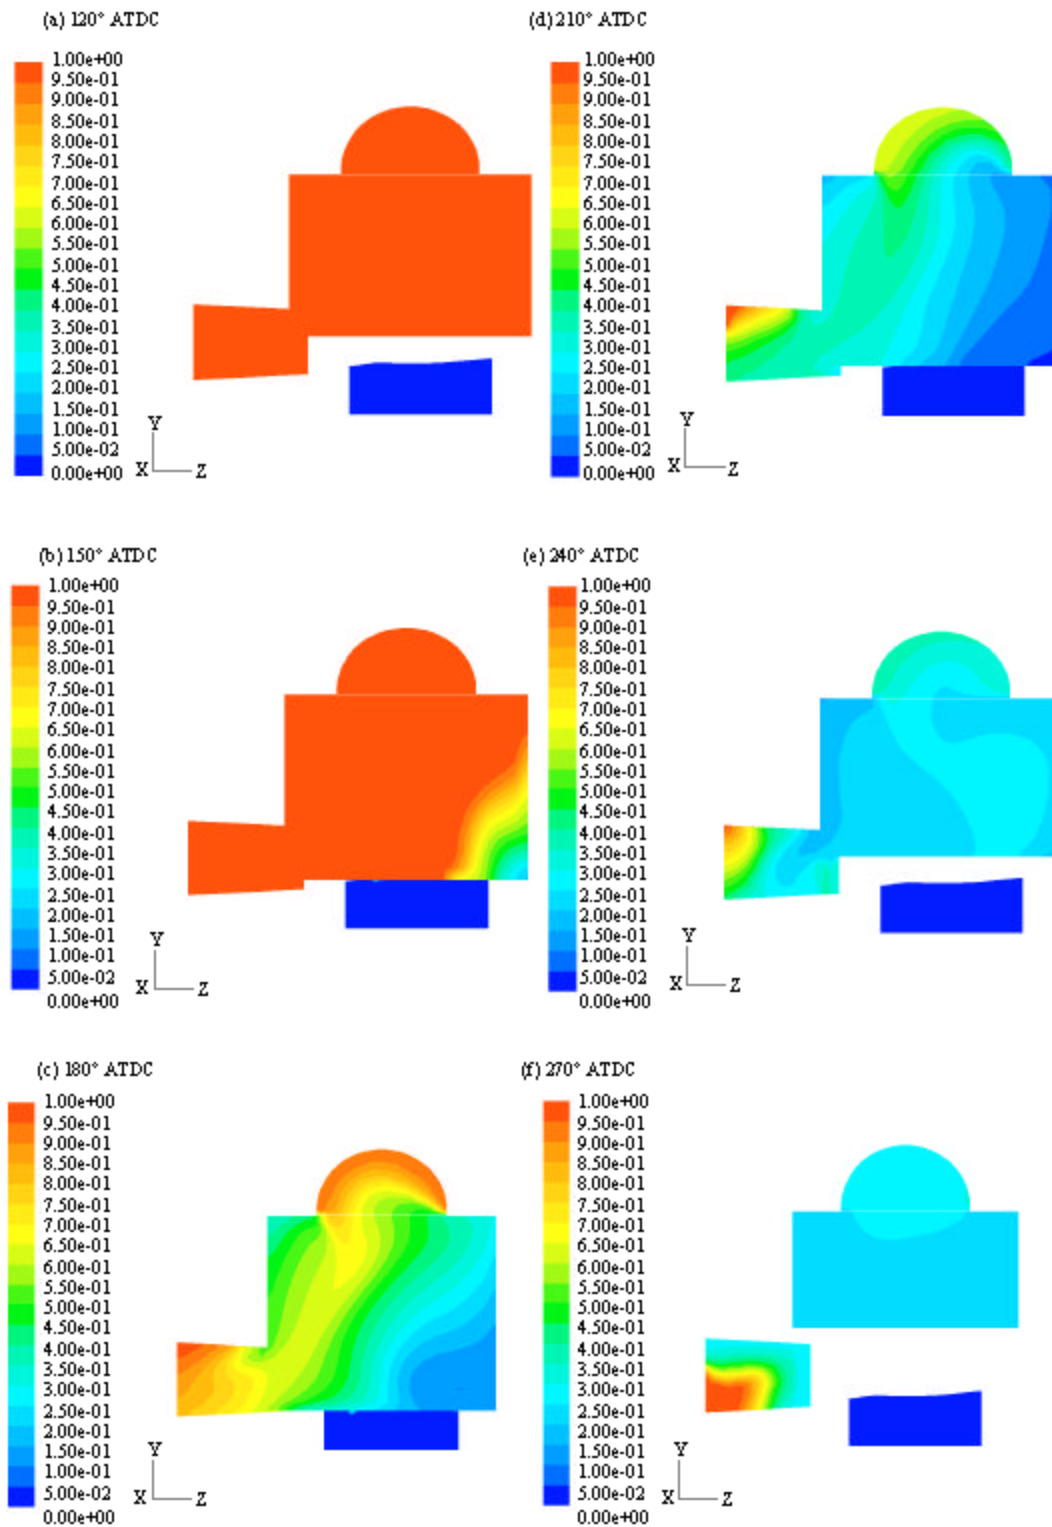 (a) 120° ATDC
1.00e+00
9.50e-01
9.00e-01
8.50e-01
8.00e-01
7.50e-01
7.00e-01
6.50e-01
6.00e-01
5.50e-01
5.00e-01
4.50e-01
4.00e-01
3.50e-01
3.00e-01
2.50e-01
2.00e-01
1.50e-01
1.00e-01
5.00e-02
0.00e+00
Y
X Z
(b) 150° ATDC
1.00e+00
9.50e-01
9.00e-01
8.50e-01
8.00e-01
7.50e-01
7.00e-01
6.50e-01
6.00e-01
5.50e-01
5.00e-01
4.50e-01
4.00e-01
3.50e-01
3.00e-01
2.50e-01
2.00e-01
1.50e-01
1.00e-01
5.00e-02
0.00e+00
Y
X Z
(c) 180° ATDC
1.00e+00
9.50e-01
9.00e-01
8.50e-01
8.00e-01
7.50e-01
7.00e-01
6.50e-01
6.00e-01
5.50e-01
5.00e-01
4.50e-01
4.00e-01
3.50e-01
3.00e-01
2.50e-01
2.00e-01
1.50e-01
1.00e-01
5.00e-02
0.00e+00
Y
X Z
(d) 210° ATDC
1.00e+00
9.50e-01
9.00e-01
8.50e-01
8.00e-01
7.50e-01
7.00e-01
6.50e-01
6.00e-01
5.50e-01
5.00e-01
4.50e-01
4.00e-01
3.50e-01
3.00e-01
2.50e-01
2.00e-01
1.50e-01
1.00e-01
5.00e-02
0.00e+00
Y
X Z
(e) 240° ATDC
1.00e+00
9.50e-01
9.00e-01
8.50e-01
8.00e-01
7.50e-01
7.00e-01
6.50e-01
6.00e-01
5.50e-01
5.00e-01
4.50e-01
4.00e-01
3.50e-01
3.00e-01
2.50e-01
2.00e-01
1.50e-01
1.00e-01
5.00e-02
0.00e+00
Y
X Z
(f) 270° ATDC
1.00e+00
9.50e-01
9.00e-01
8.50e-01
8.00e-01
7.50e-01
7.00e-01
6.50e-01
6.00e-01
5.50e-01
5.00e-01
4.50e-01
4.00e-01
3.50e-01
3.00e-01
2.50e-01
2.00e-01
1.50e-01
1.00e-01
5.00e-02
0.00e+00
Y
X Z